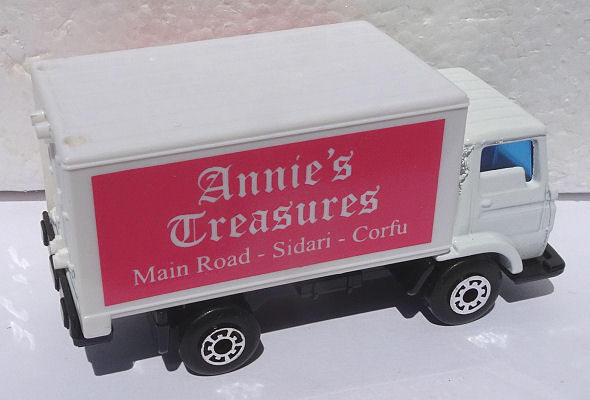 Annie's
Treasures
Main Road - Sidari - Corfu